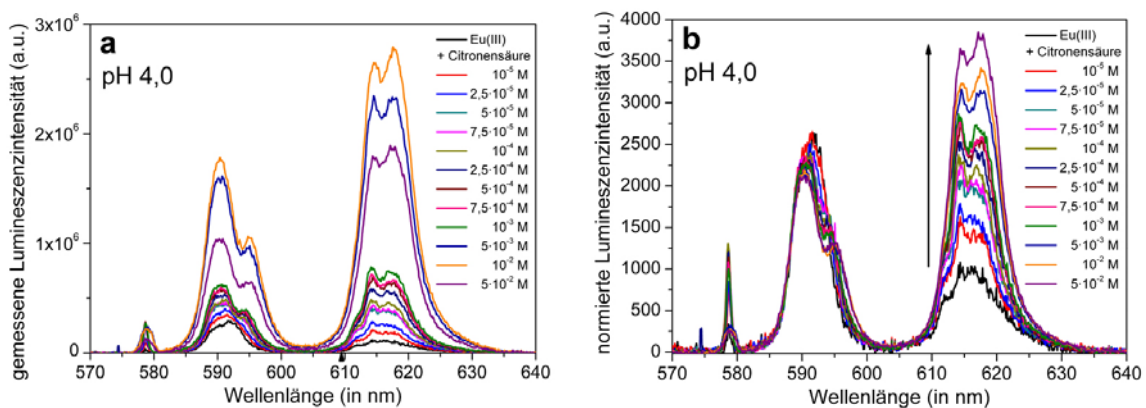 a
pH 4,0
gemessene Lumineszenzintensität (a.u.)
3x10⁶
2x10⁶
1x10⁶
0
570 580 590 600 610 620 630 640
Wellenlänge (in nm)
Eu(III)
+ Citronensäure
10⁻⁵ M
2,5·10⁻⁵ M
5·10⁻⁵ M
7,5·10⁻⁵ M
10⁻⁴ M
2,5·10⁻⁴ M
5·10⁻⁴ M
7,5·10⁻⁴ M
10⁻³ M
5·10⁻³ M
10⁻² M
5·10⁻² M
b
pH 4,0
normierte Lumineszenzintensität (a.u.)
4000
3500
3000
2500
2000
1500
1000
500
0
570 580 590 600 610 620 630 640
Wellenlänge (in nm)
Eu(III)
+ Citronensäure
10⁻⁵ M
2,5·10⁻⁵ M
5·10⁻⁵ M
7,5·10⁻⁵ M
10⁻⁴ M
2,5·10⁻⁴ M
5·10⁻⁴ M
7,5·10⁻⁴ M
10⁻³ M
5·10⁻³ M
10⁻² M
5·10⁻² M